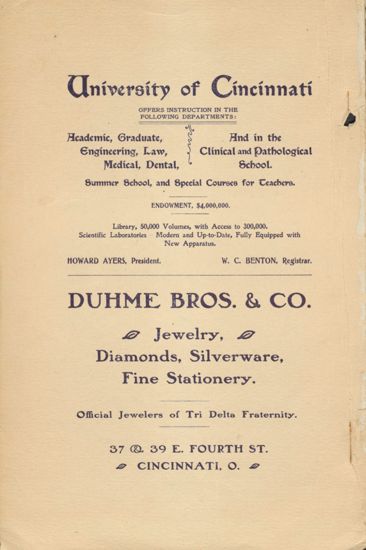 University of Cincinnati
OFFERS INSTRUCTION IN THE
FOLLOWING DEPARTMENTS:
Academic, Graduate,
Engineering, Law,
Medical, Dental,
And in the
Clinical and Pathological
School.
Summer School, and Special Courses for Teachers.
ENDOWMENT, $4,000,000.
Library, 50,000 Volumes, with Access to 300,000.
Scientific Laboratories Modern and Up-to-Date, Fully Equipped with
New Apparatus.
HOWARD AYERS, President. W. C. BENTON, Registrar.
DUHME BROS. & CO.
Jewelry,
Diamonds, Silverware,
Fine Stationery.
Official Jewelers of Tri Delta Fraternity.
37 & 39 E. FOURTH ST.
CINCINNATI, O.